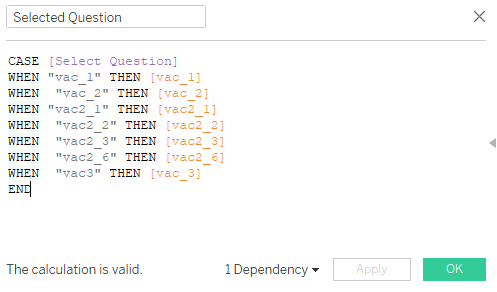 Selected Question
CASE [Select Question]
WHEN "vac_1" THEN [vac_1]
WHEN  "vac_2" THEN [vac_2]
WHEN "vac2_1" THEN [vac2_1]
WHEN  "vac2_2" THEN [vac2_2]
WHEN  "vac2_3" THEN [vac2_3]
WHEN  "vac2_6" THEN [vac2_6]
WHEN  "vac3" THEN [vac_3]
END
The calculation is valid.
1 Dependency
Apply
OK